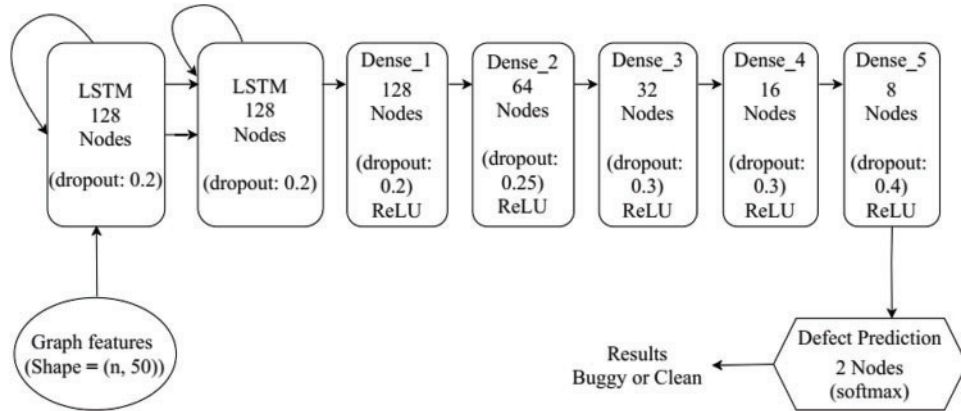 LSTM
128
Nodes
(dropout: 0.2)
LSTM
128
Nodes
(dropout: 0.2)
Dense_1
128
Nodes
(dropout:
0.2)
ReLU
Dense_2
64
Nodes
(dropout:
0.25)
ReLU
Dense_3
32
Nodes
(dropout:
0.3)
ReLU
Dense_4
16
Nodes
(dropout:
0.3)
ReLU
Dense_5
8
Nodes
(dropout:
0.4)
ReLU
Graph features
(Shape = (n, 50))
Defect Prediction
2 Nodes
(softmax)
Results
Buggy or Clean